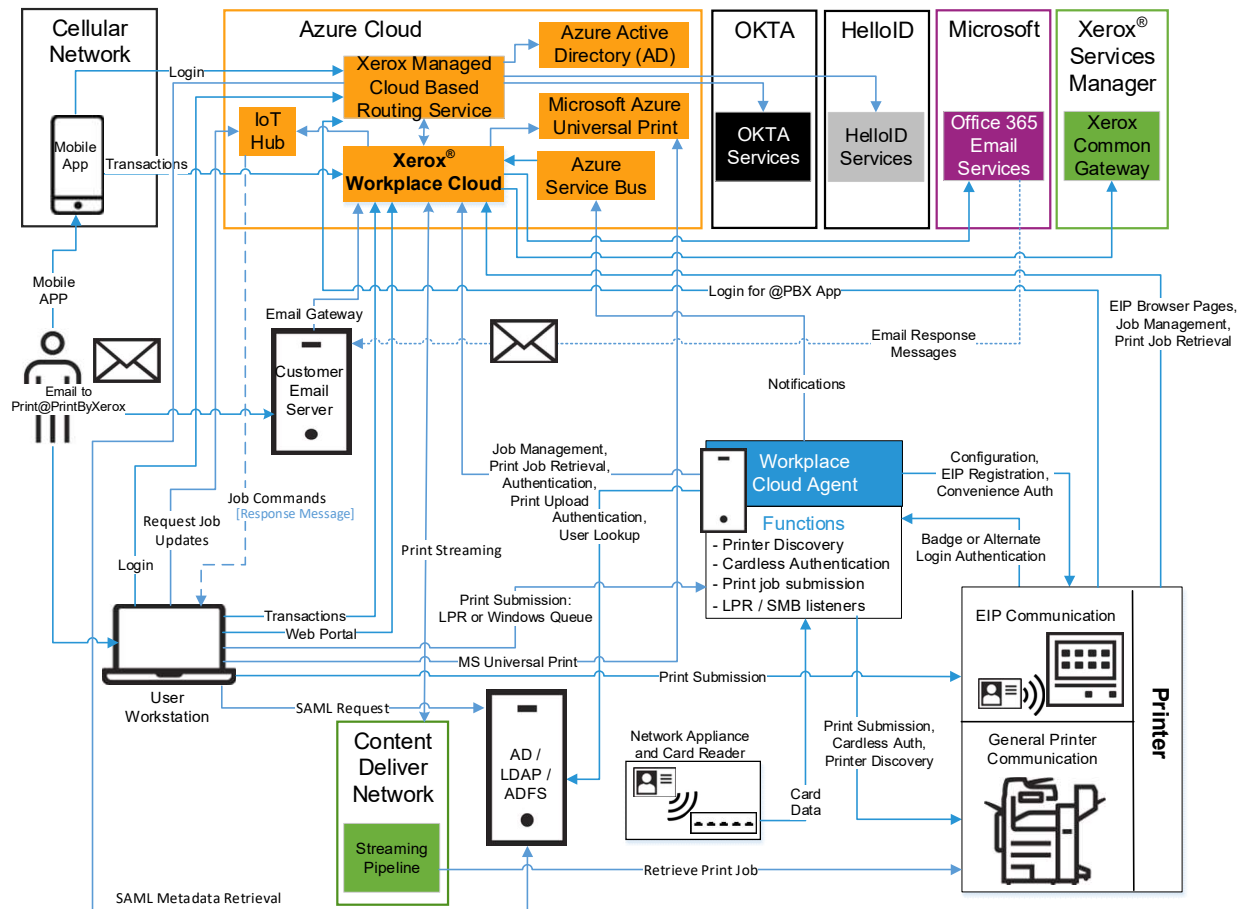 Cellular
Network
Azure Cloud
OKTA
HelloID
Microsoft
Xerox®
Services
Manager
Azure Active
Directory (AD)
Xerox Managed
Cloud Based
Routing Service
Login
IoT
Hub
Microsoft Azure
Universal Print
OKTA
Services
HelloID
Services
Office 365
Email
Services
Xerox
Common
Gateway
Mobile
App
Transactions
Xerox®
Workplace Cloud
Azure
Service Bus
Mobile
APP
Login for @PBX App
EIP Browser Pages,
Job Management,
Print Job Retrieval
Email Gateway
Email Response
Messages
Customer
Email
Server
Email to
Print@PrintByXerox
Notifications
Job Management,
Print Job Retrieval,
Authentication,
Print Upload
Authentication,
User Lookup
Workplace
Cloud Agent
Configuration,
EIP Registration,
Convenience Auth
Job Commands
[Response Message]
Request Job
Updates
Login
Print Streaming
Functions
- Printer Discovery
- Cardless Authentication
- Print job submission
- LPR / SMB listeners
Badge or Alternate
Login Authentication
Transactions
Web Portal
Print Submission:
LPR or Windows Queue
MS Universal Print
Print Submission
EIP Communication
Printer
User
Workstation
SAML Request
Content
Deliver
Network
AD /
LDAP /
ADFS
Network Appliance
and Card Reader
Print Submission,
Cardless Auth,
Printer Discovery
General Printer
Communication
Card
Data
Streaming
Pipeline
Retrieve Print Job
SAML Metadata Retrieval